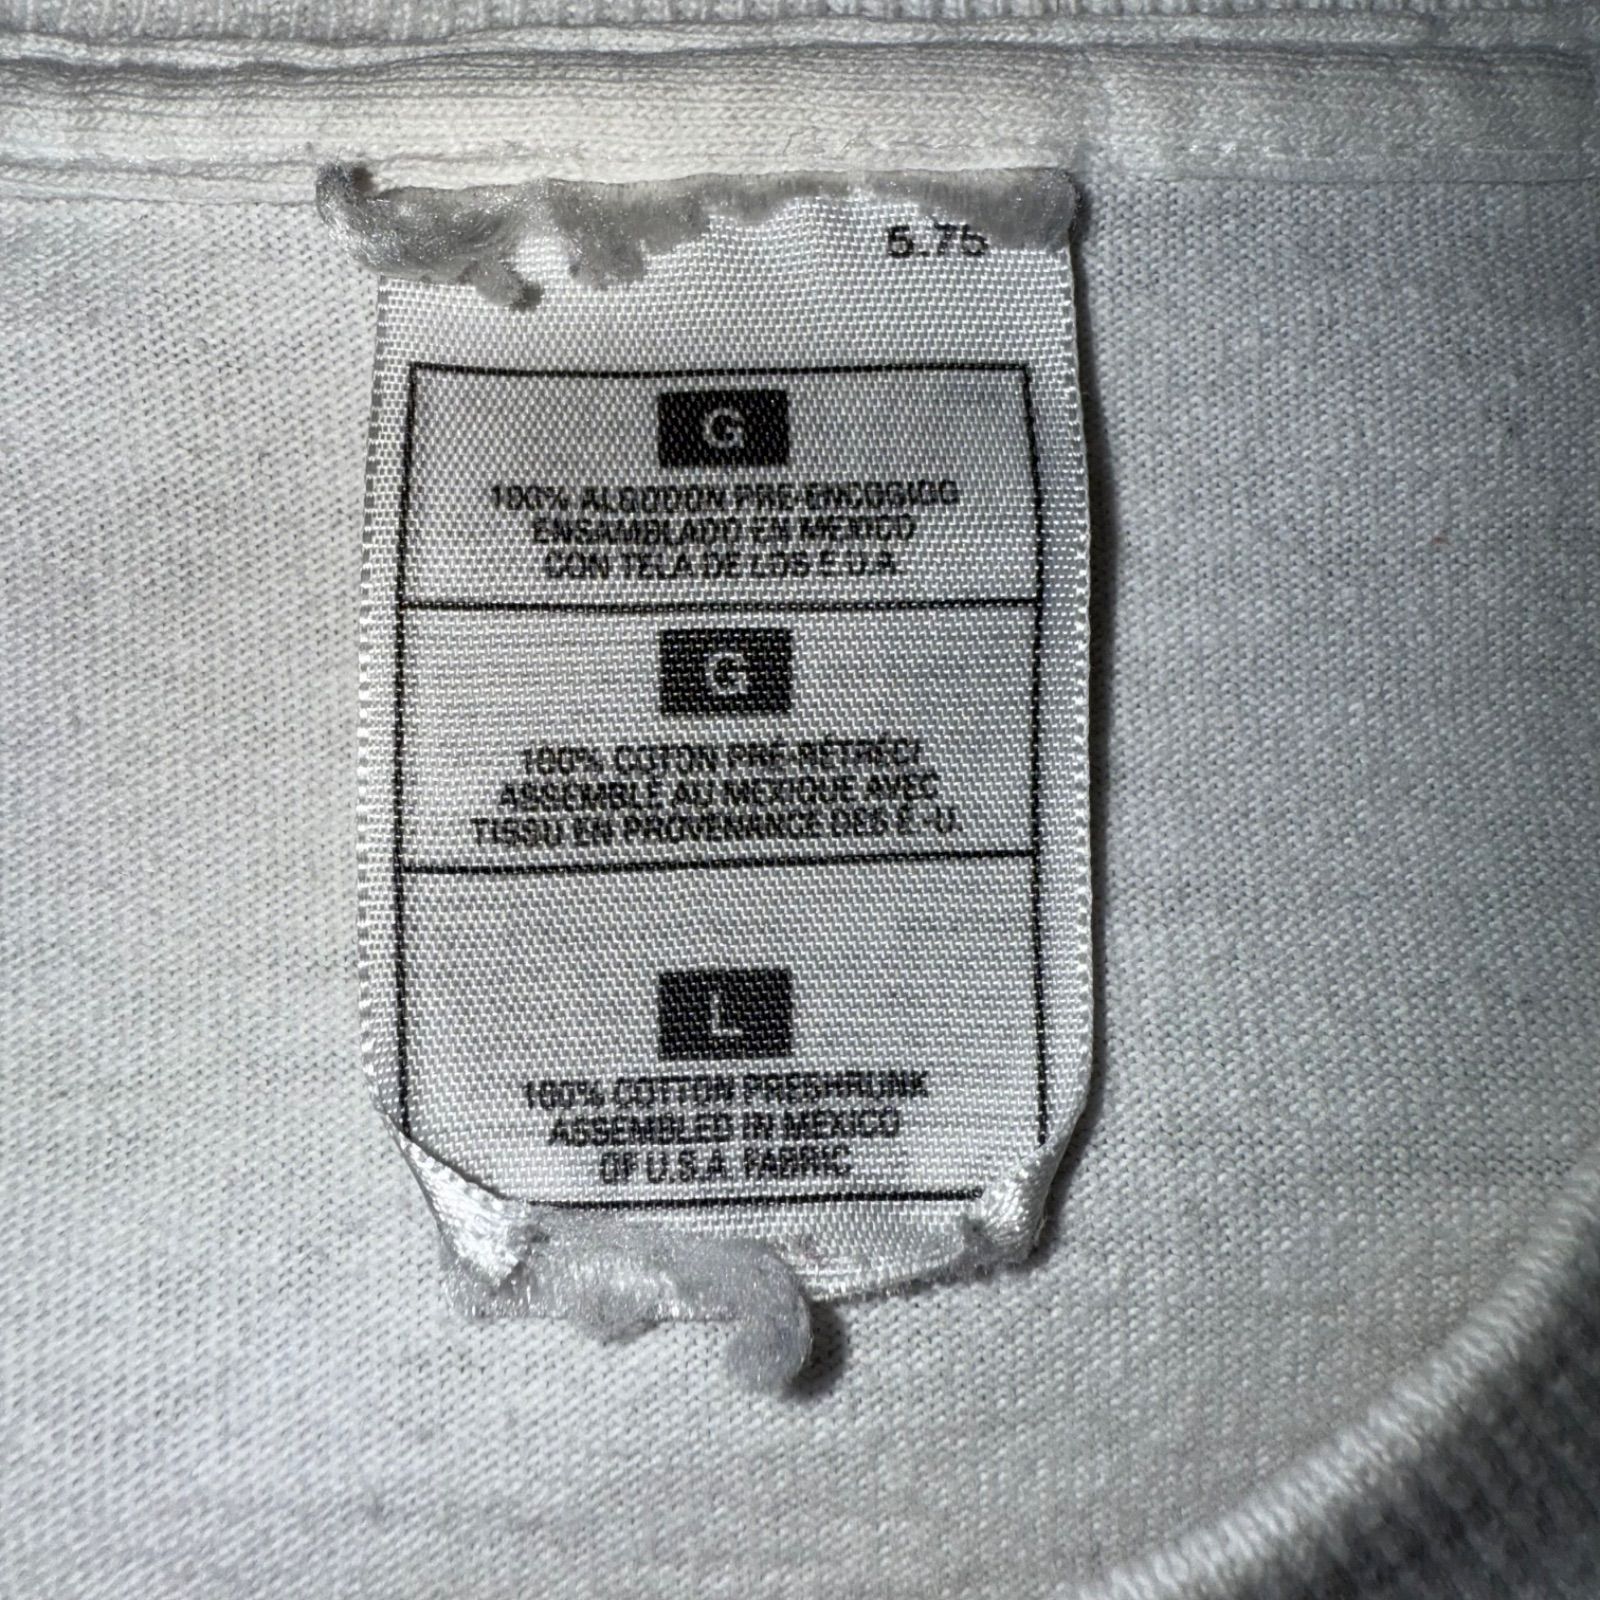 5.75
G
100% ALGODON PRE-ENCOGIDO
ENSAMBLADO EN MEXICO
CON TELA DE LOS E.U.A.
G
100% COTON PRÉ-RÉTRÉCI
ASSEMBLÉ AU MEXIQUE AVEC
TISSU EN PROVENANCE DES É.-U.
L
100% COTTON PRESHRUNK
ASSEMBLED IN MEXICO
OF U.S.A. FABRIC